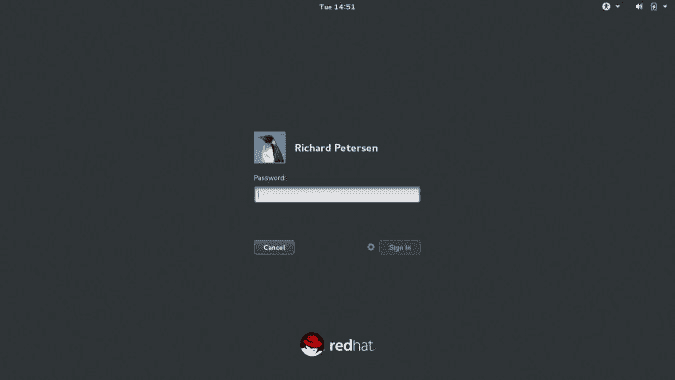 Tue 14:51
Richard Petersen
Password:
Cancel
Sign In
redhat